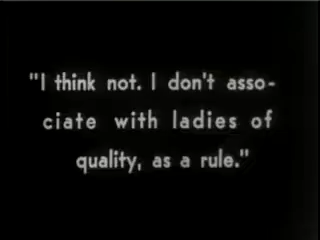 "I think not. I don't asso-
ciate with ladies of
quality, as a rule."